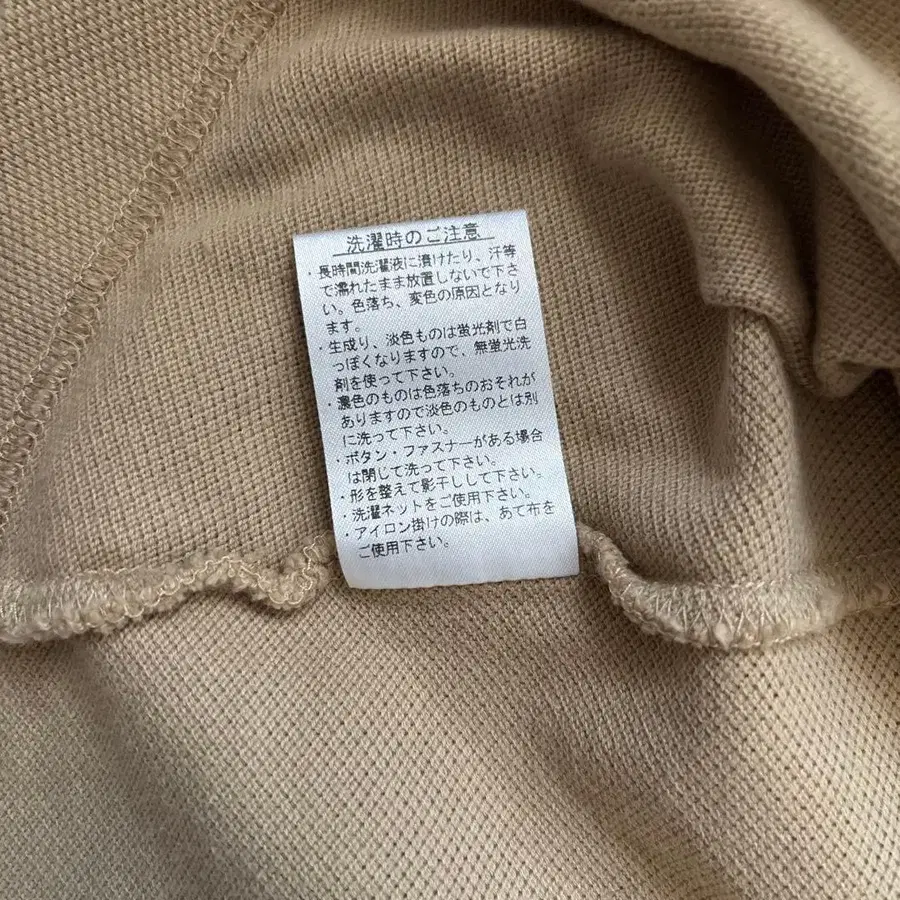 洗濯時のご注意
・長時間洗濯液に漬けたり、汗等
で濡れたまま放置しないで下さ
い。色落ち、変色の原因となり
ます。
・生成り、淡色ものは蛍光剤で白
っぽくなりますので、無蛍光洗
剤を使って下さい。
・濃色のものは色落ちのおそれが
ありますので淡色のものとは別
に洗って下さい。
・ボタン・ファスナーがある場合
は閉じて洗って下さい。
・形を整えて影干しして下さい。
・洗濯ネットをご使用下さい。
・アイロン掛けの際は、あて布を
ご使用下さい。